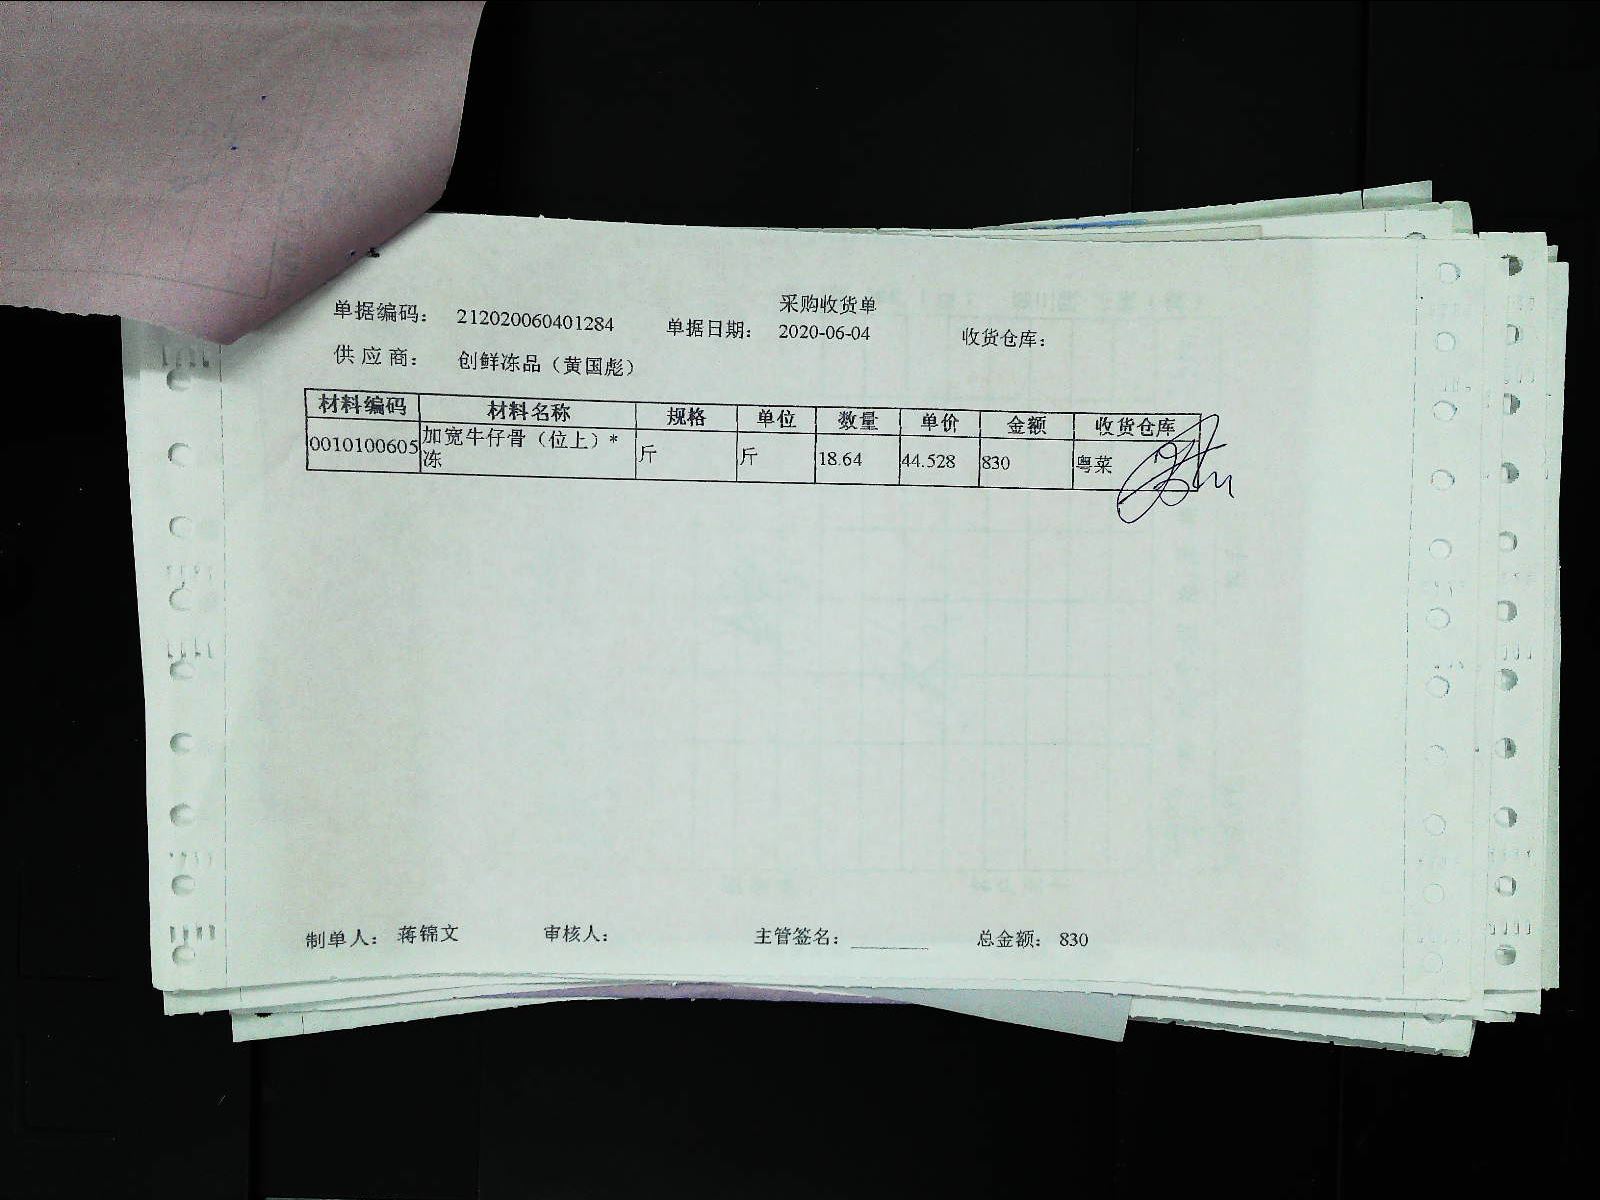 采购收货单
单据编码： 212020060401284 单据日期： 2020-06-04 收货仓库：
供 应 商： 创鲜冻品（黄国彪）
材料编码 材料名称 规格 单位 数量 单价 金额 收货仓库
0010100605 加宽牛仔骨（位上）*冻 斤 斤 18.64 44.528 830 粤菜
制单人： 蒋锦文 审核人： 主管签名：________ 总金额： 830